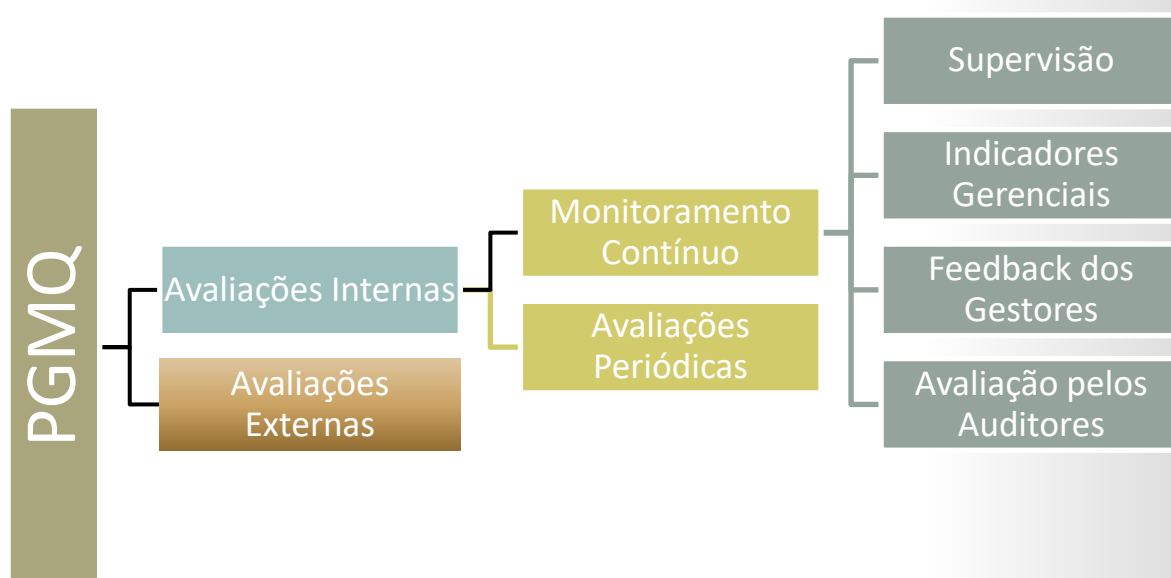 PGMQ
Avaliações Internas
Avaliações
Externas
Monitoramento
Contínuo
Avaliações
Periódicas
Supervisão
Indicadores
Gerenciais
Feedback dos
Gestores
Avaliação pelos
Auditores